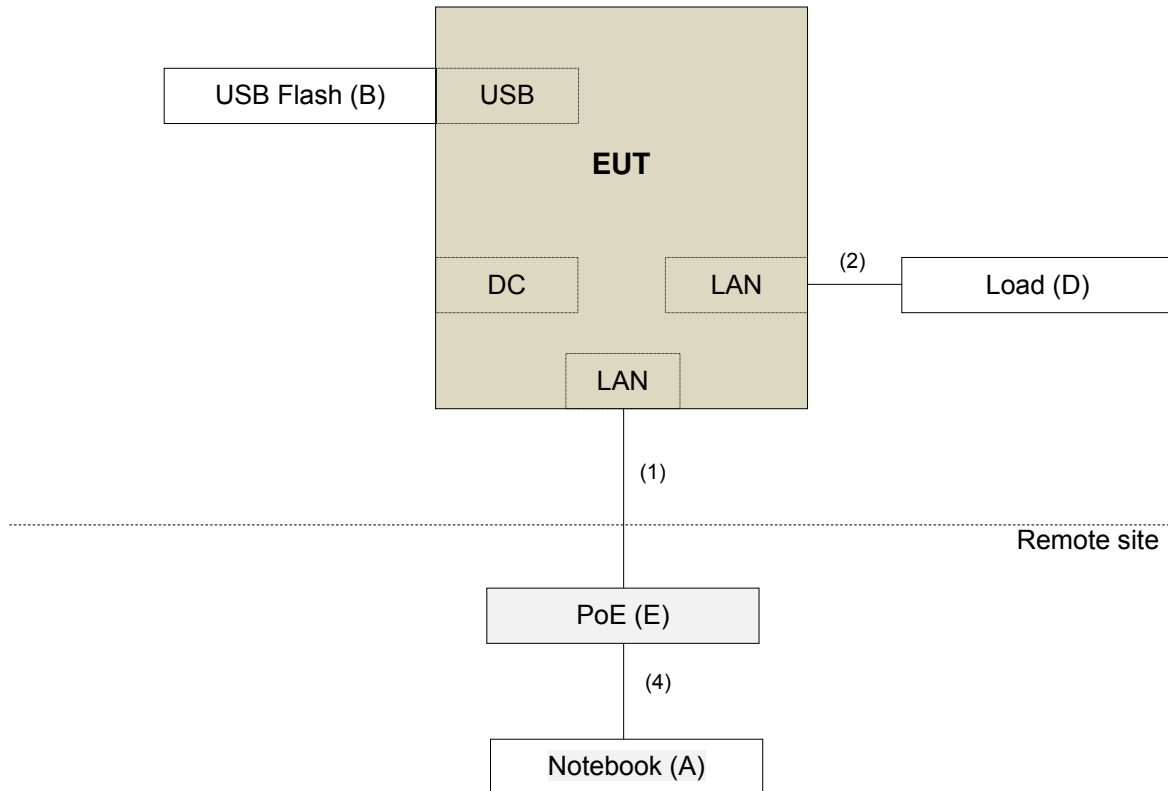 USB Flash (B)
USB
EUT
DC
LAN
(2)
Load (D)
LAN
(1)
Remote site
PoE (E)
(4)
Notebook (A)